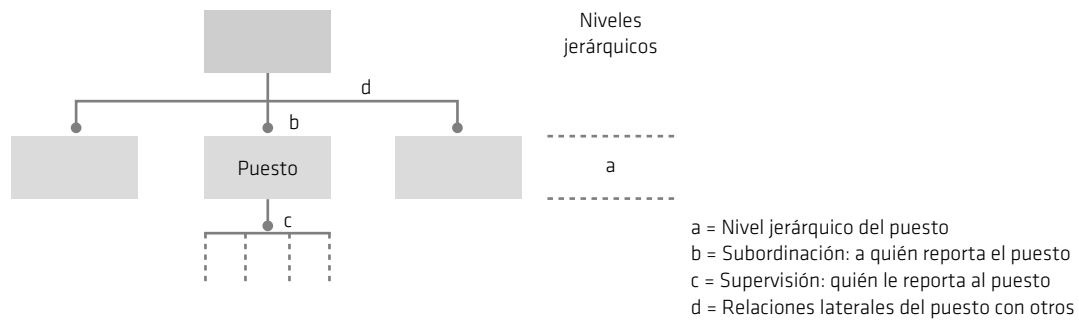 Niveles
jerárquicos
d
b
Puesto
a
c
a = Nivel jerárquico del puesto
b = Subordinación: a quién reporta el puesto
c = Supervisión: quién le reporta al puesto
d = Relaciones laterales del puesto con otros